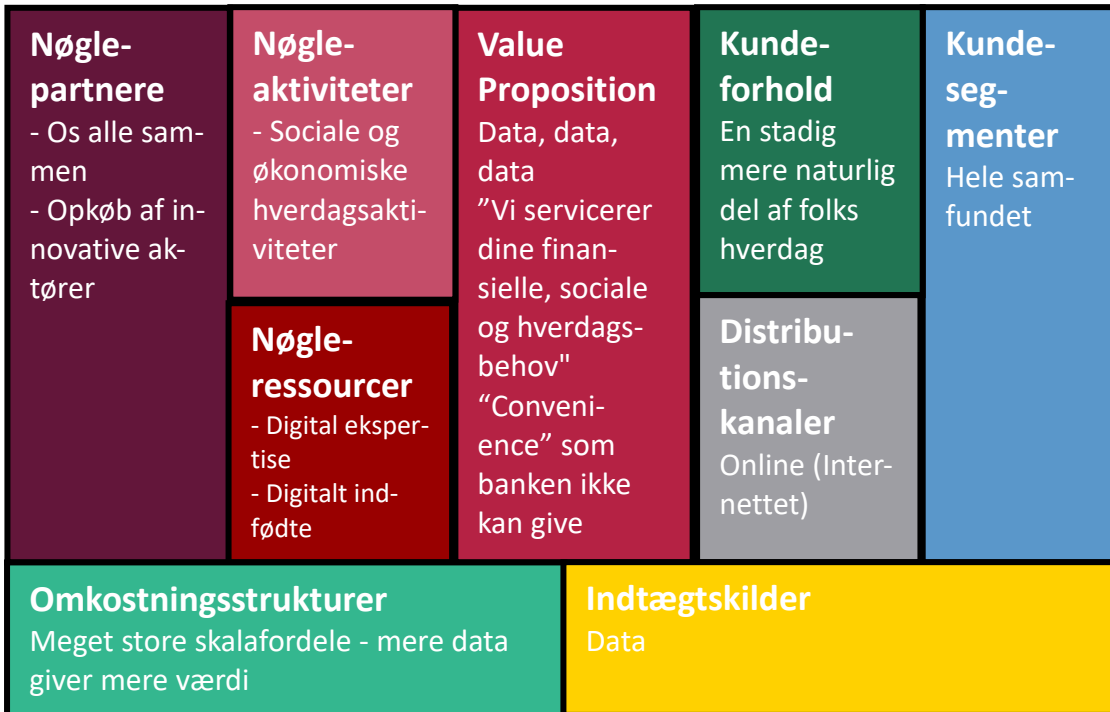 Nøgle-
partnere
- Os alle sam-
men
- Opkøb af in-
novative ak-
tører
Nøgle-
aktiviteter
- Sociale og
økonomiske
hverdagsakti-
viteter
Nøgle-
ressourcer
- Digital eksper-
tise
- Digitalt ind-
fødte
Value
Proposition
Data, data,
data
”Vi servicerer
dine finan-
sielle, sociale
og hverdags-
behov"
“Conveni-
ence” som
banken ikke
kan give
Kunde-
forhold
En stadig
mere naturlig
del af folks
hverdag
Distribu-
tions-
kanaler
Online (Inter-
nettet)
Kunde-
seg-
menter
Hele sam-
fundet
Omkostningsstrukturer
Meget store skalafordele - mere data
giver mere værdi
Indtægtskilder
Data